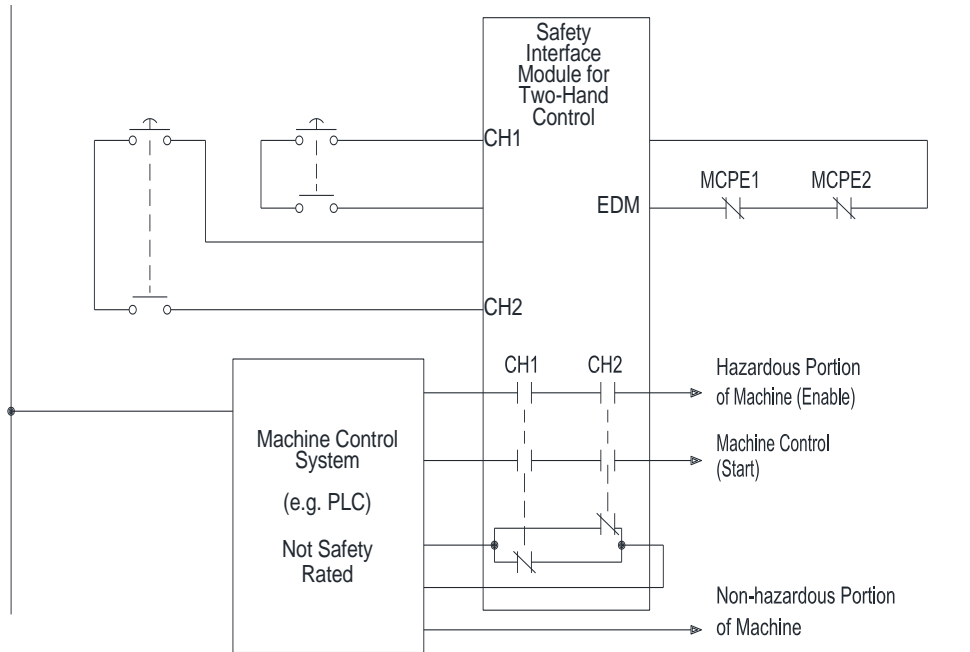 Safety
Interface
Module for
Two-Hand
Control
CH1
MCPE1
MCPE2
EDM
CH2
CH1
CH2
Hazardous Portion
of Machine (Enable)
Machine Control
System
(e.g. PLC)
Not Safety
Rated
Machine Control
(Start)
Non-hazardous Portion
of Machine